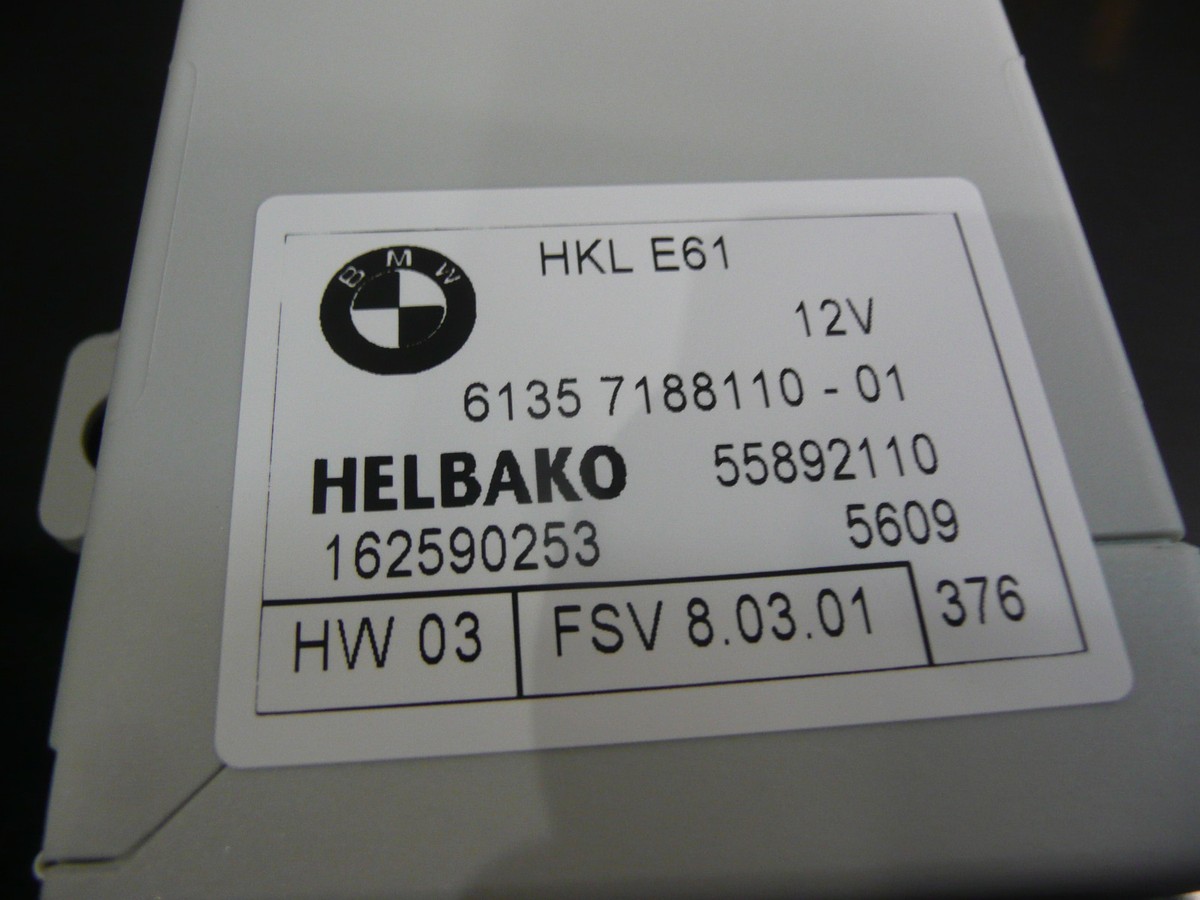 BMW
HKL E61
12V
6135 7188110 - 01
HELBAKO 55892110
162590253 5609
HW 03 FSV 8.03.01 376